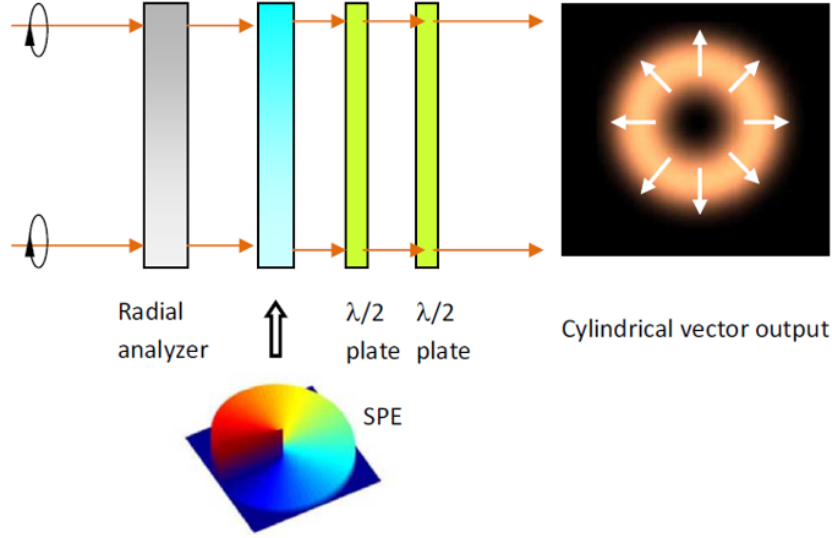 Radial
analyzer
λ/2
plate
λ/2
plate
Cylindrical vector output
SPE